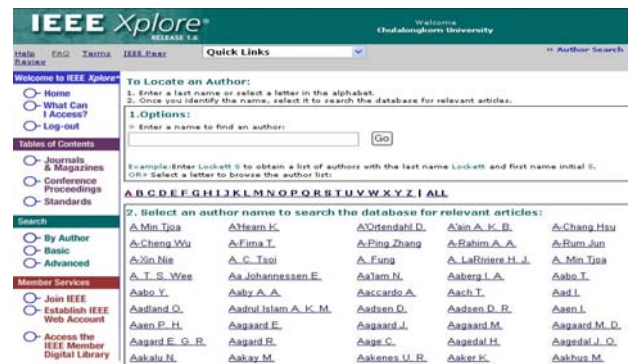 IEEE Xplore®
RELEASE 1.6
Welcome
Chulalongkorn University
Help FAQ Terms IEEE Peer Review
Quick Links
» Author Search
Welcome to IEEE Xplore®
Home
What Can I Access?
Log-out
Tables of Contents
Journals & Magazines
Conference Proceedings
Standards
Search
By Author
Basic
Advanced
Member Services
Join IEEE
Establish IEEE Web Account
Access the IEEE Member Digital Library
To Locate an Author:
1. Enter a last name or select a letter in the alphabet.
2. Once you identify the name, select it to search the database for relevant articles.
1.Options:
» Enter a name to find an author:
Go
Example:Enter Lockett S to obtain a list of authors with the last name Lockett and first name initial S.
OR» Select a letter to browse the author list:
A B C D E F G H I J K L M N O P Q R S T U V W X Y Z | ALL
2. Select an author name to search the database for relevant articles:
A Min Tjoa A'Hearn K. A'Ortendahl D. A'ain A. K. B. A-Chang Hsu
A-Cheng Wu A-Fima T. A-Ping Zhang A-Rahim A. A. A-Rum Jun
A-Xin Nie A. C. Tsoi A. Fung A. LaRiviere H. J. A. Min Tjoa
A. T. S. Wee Aa Johannessen E. Aa1am N. Aaberg I. A. Aabo T.
Aabo Y. Aaby A. A. Aaccardo A. Aach T. Aad I.
Aadland O. Aadrul Islam A. K. M. Aadsen D. Aadsen D. R. Aaen I.
Aaen P. H. Aagaard E. Aagaard J. Aagaard M. Aagaard M. D.
Aagard E. G. R. Aagard R. Aage C. Aagedal H. Aagedal J. O.
Aakalu N. Aakay M. Aakenes U. R. Aaker K. Aakhus M.